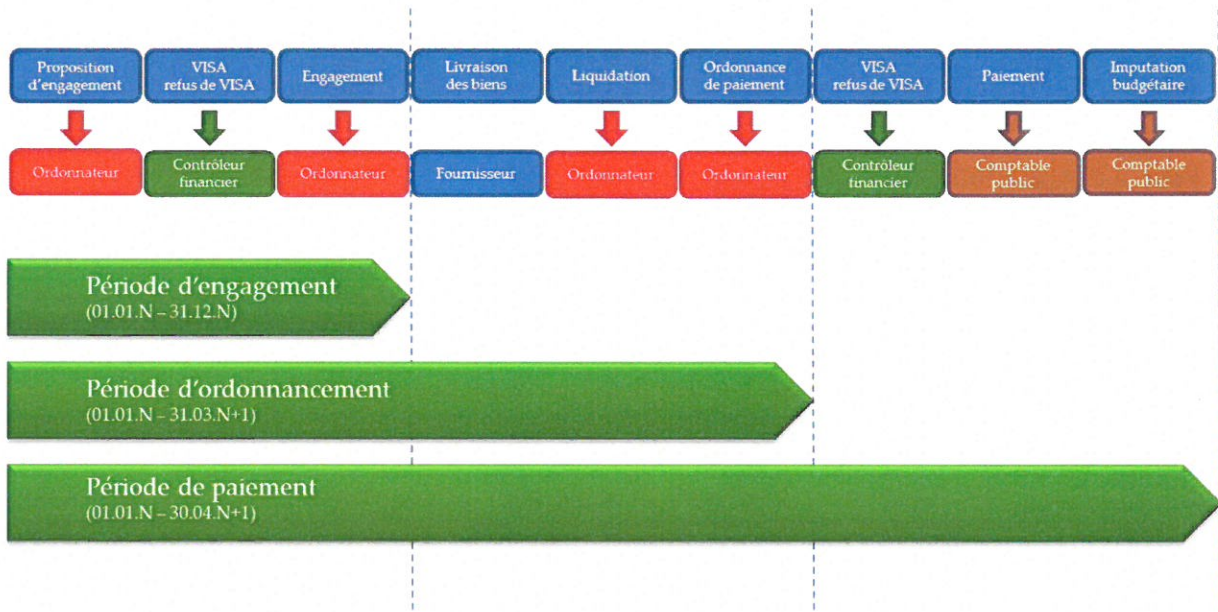 Proposition
d'engagement
VISA
refus de VISA
Engagement
Livraison
des biens
Liquidation
Ordonnance
de paiement
VISA
refus de VISA
Paiement
Imputation
budgétaire
Ordonnateur
Contrôleur
financier
Ordonnateur
Fournisseur
Ordonnateur
Ordonnateur
Contrôleur
financier
Comptable
public
Comptable
public
Période d'engagement
(01.01.N – 31.12.N)
Période d'ordonnancement
(01.01.N – 31.03.N+1)
Période de paiement
(01.01.N – 30.04.N+1)